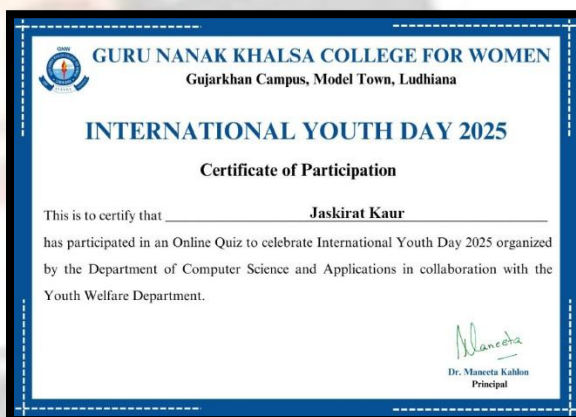 GURU NANAK KHALSA COLLEGE FOR WOMEN
Gujarkhan Campus, Model Town, Ludhiana
INTERNATIONAL YOUTH DAY 2025
Certificate of Participation
This is to certify that Jaskirat Kaur
has participated in an Online Quiz to celebrate International Youth Day 2025 organized
by the Department of Computer Science and Applications in collaboration with the
Youth Welfare Department.
Maneeta
Dr. Maneeta Kahlon
Principal